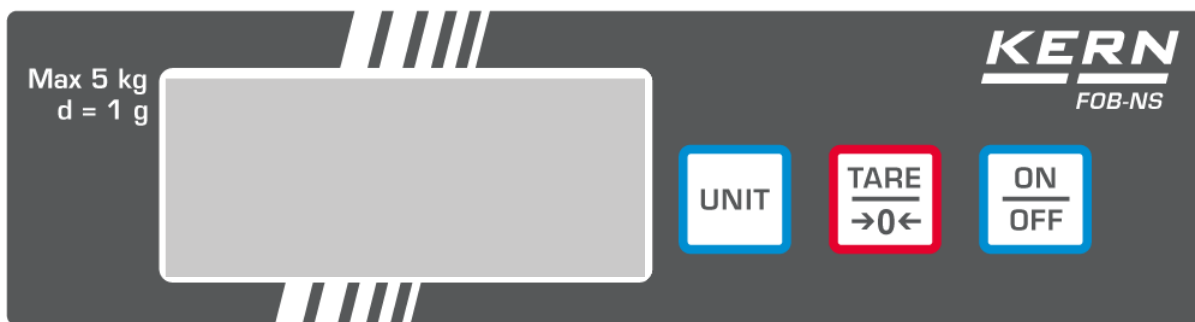 Max 5 kg
d = 1 g
KERN
FOB-NS
UNIT
TARE
→0←
ON
OFF